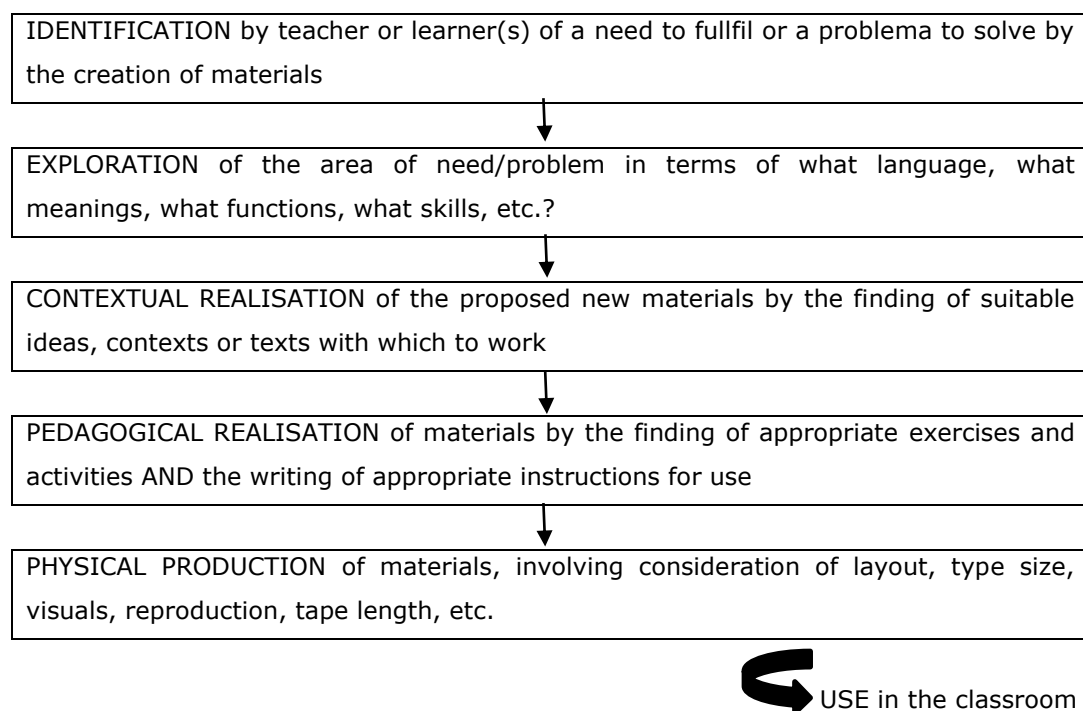 IDENTIFICATION by teacher or learner(s) of a need to fullfil or a problema to solve by
the creation of materials
EXPLORATION of the area of need/problem in terms of what language, what
meanings, what functions, what skills, etc.?
CONTEXTUAL REALISATION of the proposed new materials by the finding of suitable
ideas, contexts or texts with which to work
PEDAGOGICAL REALISATION of materials by the finding of appropriate exercises and
activities AND the writing of appropriate instructions for use
PHYSICAL PRODUCTION of materials, involving consideration of layout, type size,
visuals, reproduction, tape length, etc.
USE in the classroom